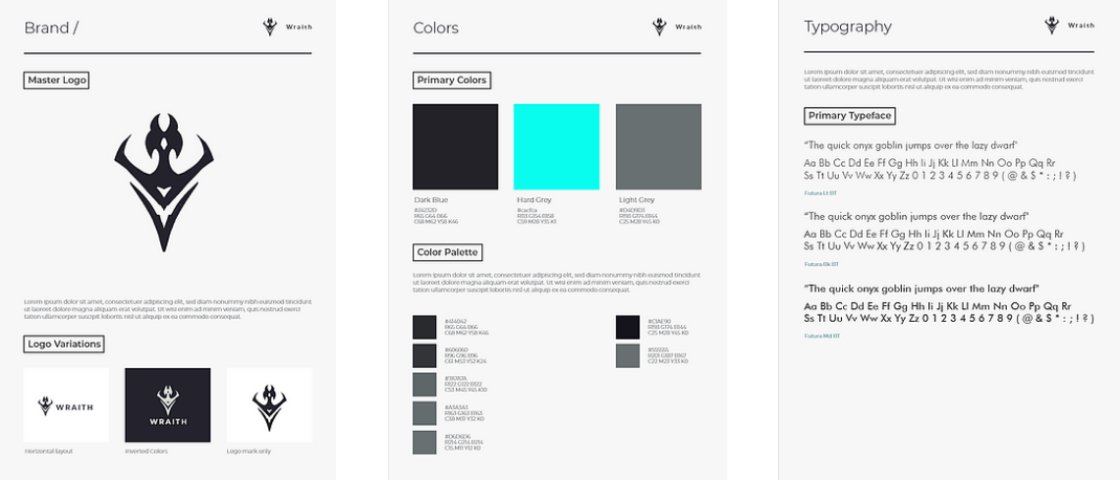 Brand /
Wraith
Master Logo
Lorem ipsum dolor sit amet, consectetuer adipiscing elit, sed diam nonummy nibh euismod tincidunt
ut laoreet dolore magna aliquam erat volutpat. Ut wisi enim ad minim veniam, quis nostrud exerci
tation ullamcorper suscipit lobortis nisl ut aliquip ex ea commodo consequat.
Logo Variations
WRAITH
WRAITH
Horizontal layout
Inverted Colors
Logo mark only
Colors
Wraith
Primary Colors
Dark Blue
Hard Grey
Light Grey
Color Palette
Lorem ipsum dolor sit amet, consectetuer adipiscing elit, sed diam nonummy nibh euismod tincidunt
ut laoreet dolore magna aliquam erat volutpat. Ut wisi enim ad minim veniam, quis nostrud exerci
tation ullamcorper suscipit lobortis nisl ut aliquip ex ea commodo consequat.
Typography
Wraith
Lorem ipsum dolor sit amet, consectetuer adipiscing elit, sed diam nonummy nibh euismod tincidunt
ut laoreet dolore magna aliquam erat volutpat. Ut wisi enim ad minim veniam, quis nostrud exerci
tation ullamcorper suscipit lobortis nisl ut aliquip ex ea commodo consequat.
Primary Typeface
"The quick onyx goblin jumps over the lazy dwarf"
Aa Bb Cc Dd Ee Ff Gg Hh Ii Jj Kk Ll Mm Nn Oo Pp Qq Rr
Ss Tt Uu Vv Ww Xx Yy Zz 0 1 2 3 4 5 6 7 8 9 ( @ & $ * : ; ! ? )
Futura Lt BT
"The quick onyx goblin jumps over the lazy dwarf"
Aa Bb Cc Dd Ee Ff Gg Hh Ii Jj Kk Ll Mm Nn Oo Pp Qq Rr
Ss Tt Uu Vv Ww Xx Yy Zz 0 1 2 3 4 5 6 7 8 9 ( @ & $ * : ; ! ? )
Futura Bk BT
"The quick onyx goblin jumps over the lazy dwarf"
Aa Bb Cc Dd Ee Ff Gg Hh Ii Jj Kk Ll Mm Nn Oo Pp Qq Rr
Ss Tt Uu Vv Ww Xx Yy Zz 0 1 2 3 4 5 6 7 8 9 ( @ & $ * : ; ! ? )
Futura Md BT